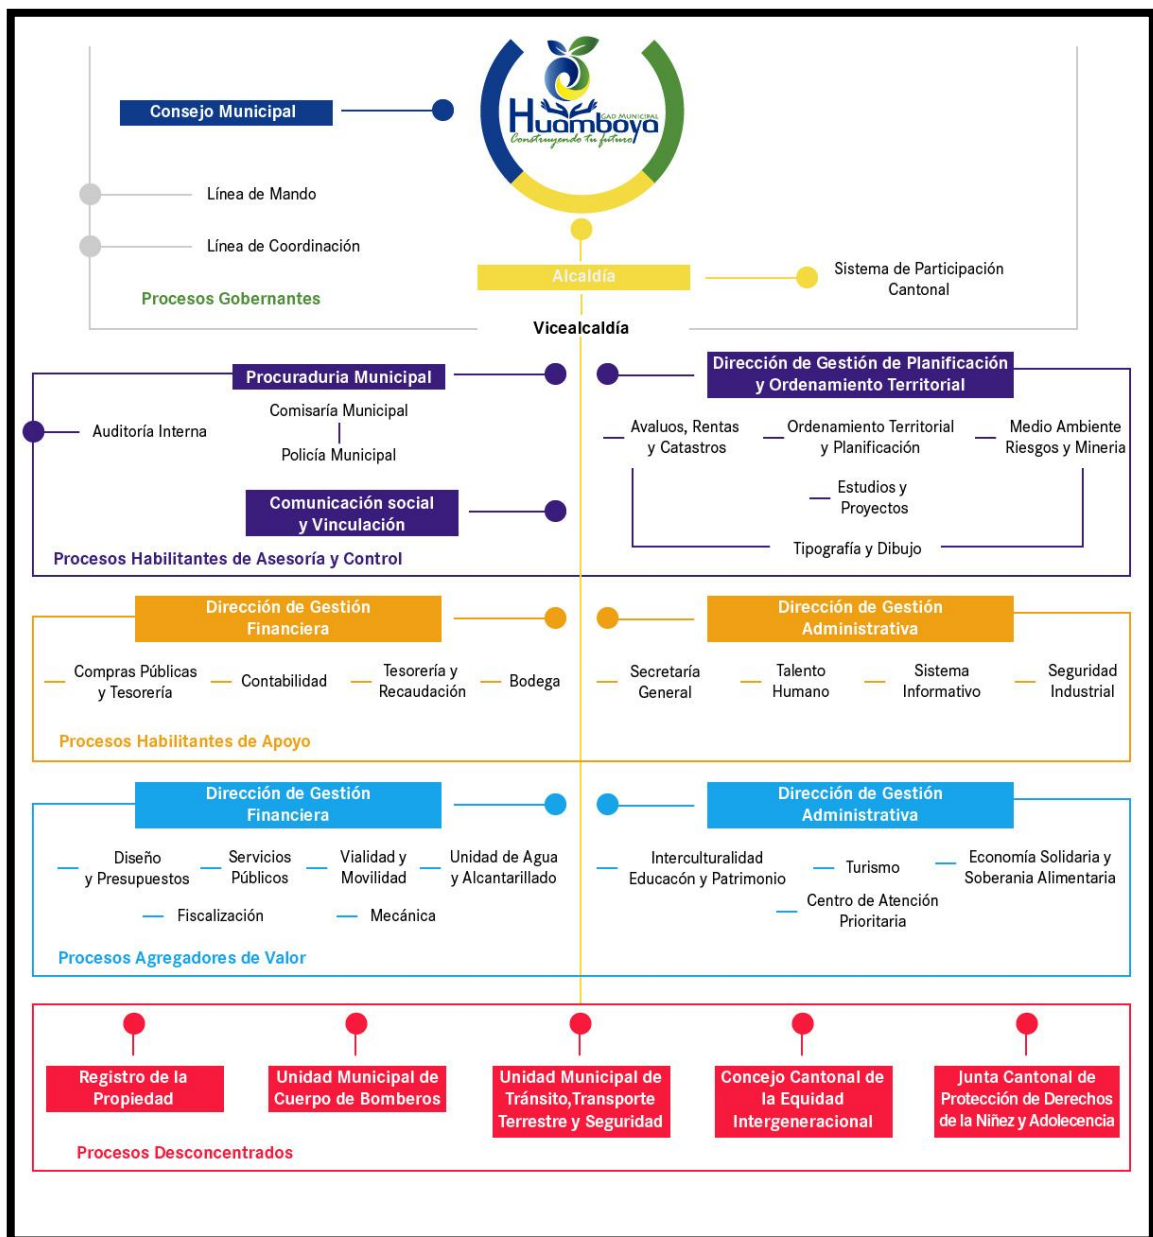 Consejo Municipal
GAD MUNICIPAL
Huamboya
Construyendo tu futuro
Línea de Mando
Línea de Coordinación
Alcaldía
Sistema de Participación
Cantonal
Procesos Gobernantes
Vicealcaldía
Procuraduria Municipal
Comisaría Municipal
Auditoría Interna
Policía Municipal
Comunicación social
y Vinculación
Dirección de Gestión de Planificación
y Ordenamiento Territorial
Avaluos, Rentas
y Catastros
Ordenamiento Territorial
y Planificación
Medio Ambiente
Riesgos y Mineria
Estudios y
Proyectos
Tipografía y Dibujo
Procesos Habilitantes de Asesoría y Control
Dirección de Gestión
Financiera
Compras Públicas
y Tesorería
Contabilidad
Tesorería y
Recaudación
Bodega
Dirección de Gestión
Administrativa
Secretaría
General
Talento
Humano
Sistema
Informativo
Seguridad
Industrial
Procesos Habilitantes de Apoyo
Dirección de Gestión
Financiera
Diseño
y Presupuestos
Servicios
Públicos
Vialidad y
Movilidad
Unidad de Agua
y Alcantarillado
Fiscalización
Mecánica
Dirección de Gestión
Administrativa
Interculturalidad
Educacón y Patrimonio
Turismo
Economía Solidaria y
Soberania Alimentaria
Centro de Atención
Prioritaria
Procesos Agregadores de Valor
Registro de la
Propiedad
Unidad Municipal de
Cuerpo de Bomberos
Unidad Municipal de
Tránsito,Transporte
Terrestre y Seguridad
Concejo Cantonal de
la Equidad
Intergeneracional
Junta Cantonal de
Protección de Derechos
de la Niñez y Adolecencia
Procesos Desconcentrados